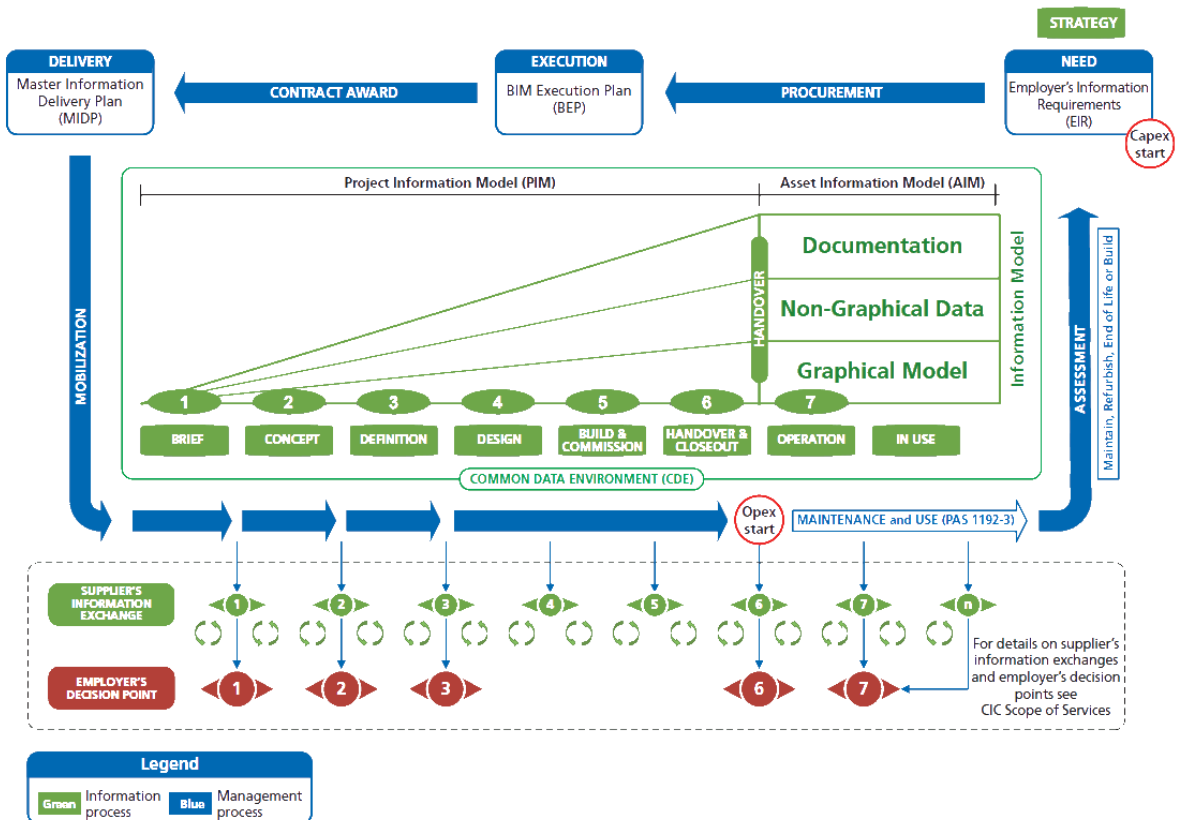 STRATEGY
DELIVERY
Master Information
Delivery Plan
(MIDP)
CONTRACT AWARD
EXECUTION
BIM Execution Plan
(BEP)
PROCUREMENT
NEED
Employer's Information
Requirements
(EIR)
Capex
start
MOBILIZATION
Project Information Model (PIM)
Asset Information Model (AIM)
HANDOVER
Documentation
Non-Graphical Data
Graphical Model
Information Model
1
2
3
4
5
6
7
BRIEF
CONCEPT
DEFINITION
DESIGN
BUILD &
COMMISSION
HANDOVER &
CLOSEOUT
OPERATION
IN USE
COMMON DATA ENVIRONMENT (CDE)
ASSESSMENT
Maintain, Refurbish, End of Life or Build
Opex
start
MAINTENANCE and USE (PAS 1192-3)
SUPPLIER'S
INFORMATION
EXCHANGE
1
2
3
4
5
6
7
n
EMPLOYER'S
DECISION POINT
1
2
3
6
7
For details on supplier's
information exchanges
and employer's decision
points see
CIC Scope of Services
Legend
Green
Information
process
Blue
Management
process